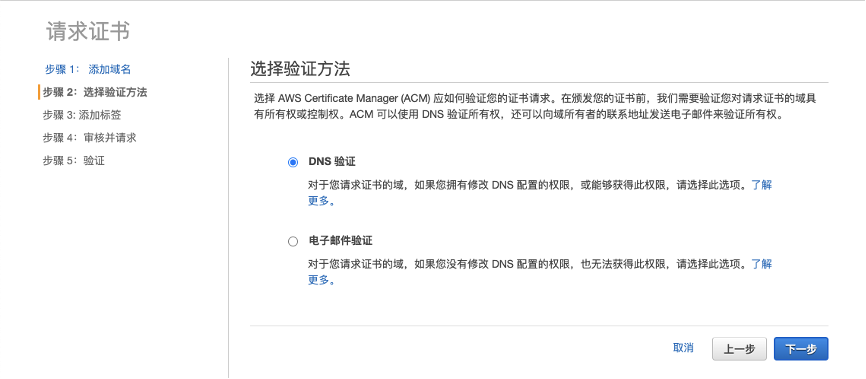 请求证书
步骤 1： 添加域名
步骤 2：选择验证方法
步骤 3: 添加标签
步骤 4：审核并请求
步骤 5：验证
选择验证方法
选择 AWS Certificate Manager (ACM) 应如何验证您的证书请求。在颁发您的证书前，我们需要验证您对请求证书的域具
有所有权或控制权。ACM 可以使用 DNS 验证所有权，还可以向域所有者的联系地址发送电子邮件来验证所有权。
DNS 验证
对于您请求证书的域，如果您拥有修改 DNS 配置的权限，或能够获得此权限，请选择此选项。了解
更多。
电子邮件验证
对于您请求证书的域，如果您没有修改 DNS 配置的权限，也无法获得此权限，请选择此选项。了解
更多。
取消 上一步 下一步